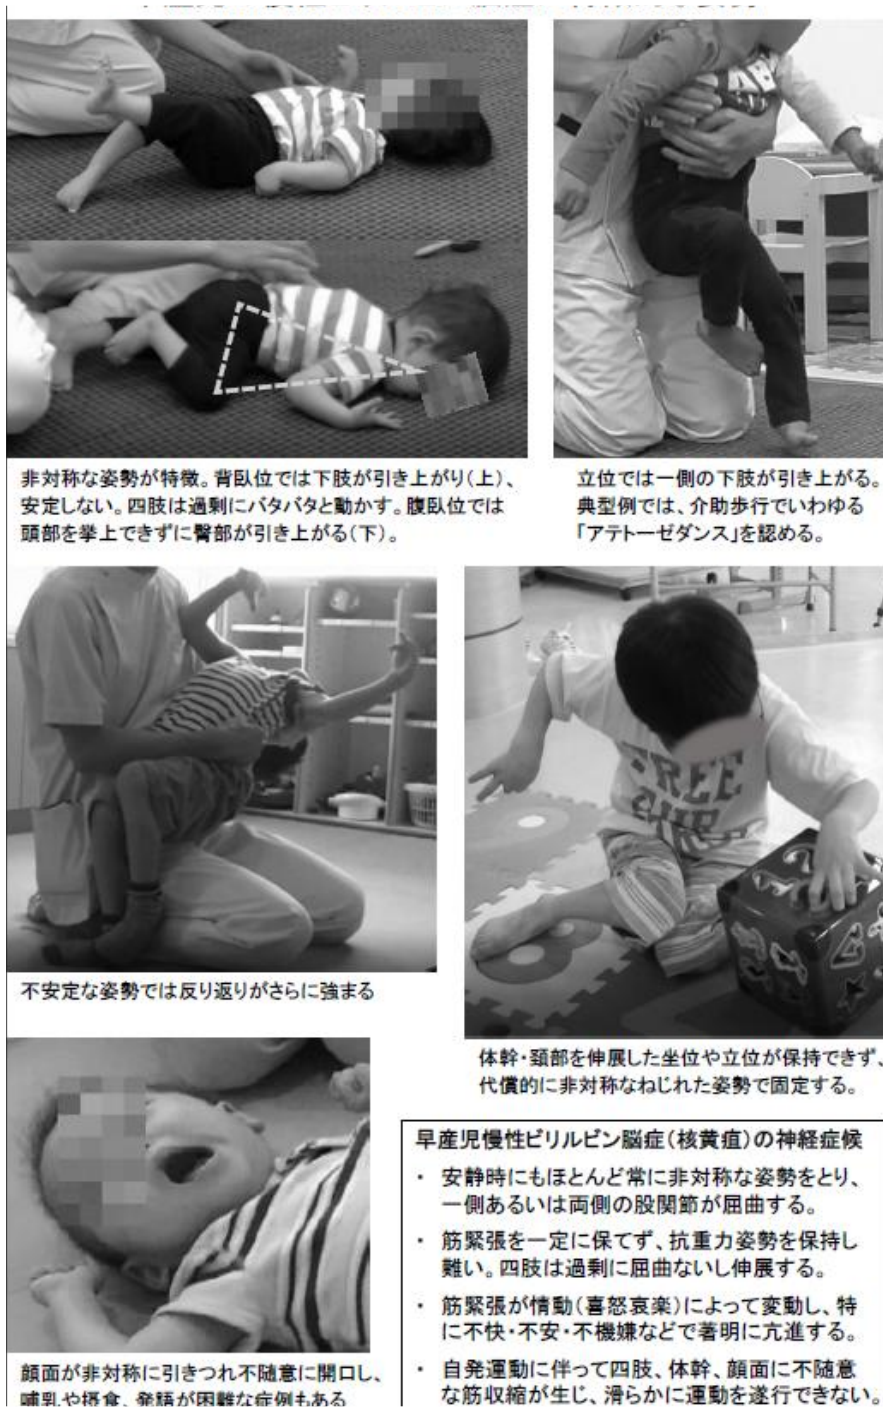 非対称な姿勢が特徴。背臥位では下肢が引き上がり(上)、
安定しない。四肢は過剰にバタバタと動かす。腹臥位では
頭部を挙上できずに臀部が引き上がる(下)。
立位では一側の下肢が引き上がる。
典型例では、介助歩行でいわゆる
「アテトーゼダンス」を認める。
不安定な姿勢では反り返りがさらに強まる
FREE
体幹・頚部を伸展した坐位や立位が保持できず、
代償的に非対称なねじれた姿勢で固定する。
顔面が非対称に引きつれ不随意に開口し、
哺乳や摂食、発語が困難な症例もある
早産児慢性ビリルビン脳症(核黄疸)の神経症候
・ 安静時にもほとんど常に非対称な姿勢をとり、
一側あるいは両側の股関節が屈曲する。
・ 筋緊張を一定に保てず、抗重力姿勢を保持し
難い。四肢は過剰に屈曲ないし伸展する。
・ 筋緊張が情動(喜怒哀楽)によって変動し、特
に不快・不安・不機嫌などで著明に亢進する。
・ 自発運動に伴って四肢、体幹、顔面に不随意
な筋収縮が生じ、滑らかに運動を遂行できない。